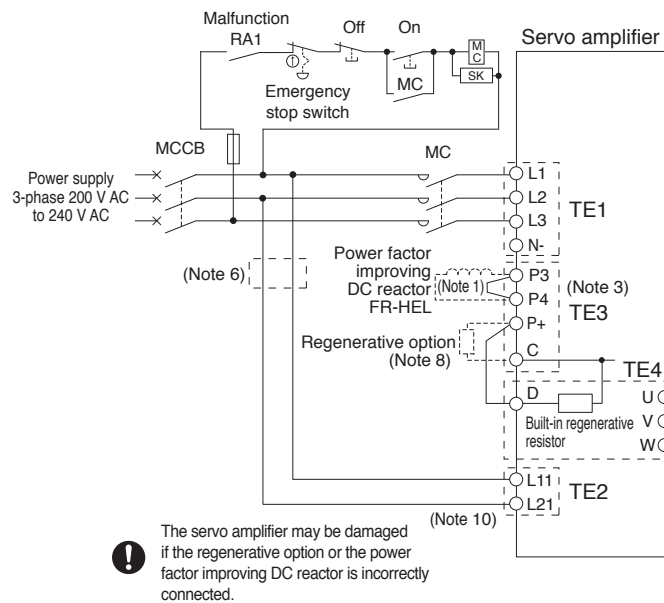 Malfunction
RA1
Off
On
MC
SK
MC
Emergency
stop switch
Servo amplifier
MCCB
MC
Power supply
3-phase 200 V AC
to 240 V AC
L1
L2
L3
N-
TE1
(Note 6)
Power factor
improving
DC reactor
FR-HEL
(Note 1)
P3
P4
P+
C
(Note 3)
TE3
Regenerative option
(Note 8)
TE4
D
Built-in regenerative
resistor
U
V
W
L11
L21
TE2
(Note 10)
The servo amplifier may be damaged
if the regenerative option or the power
factor improving DC reactor is incorrectly
connected.